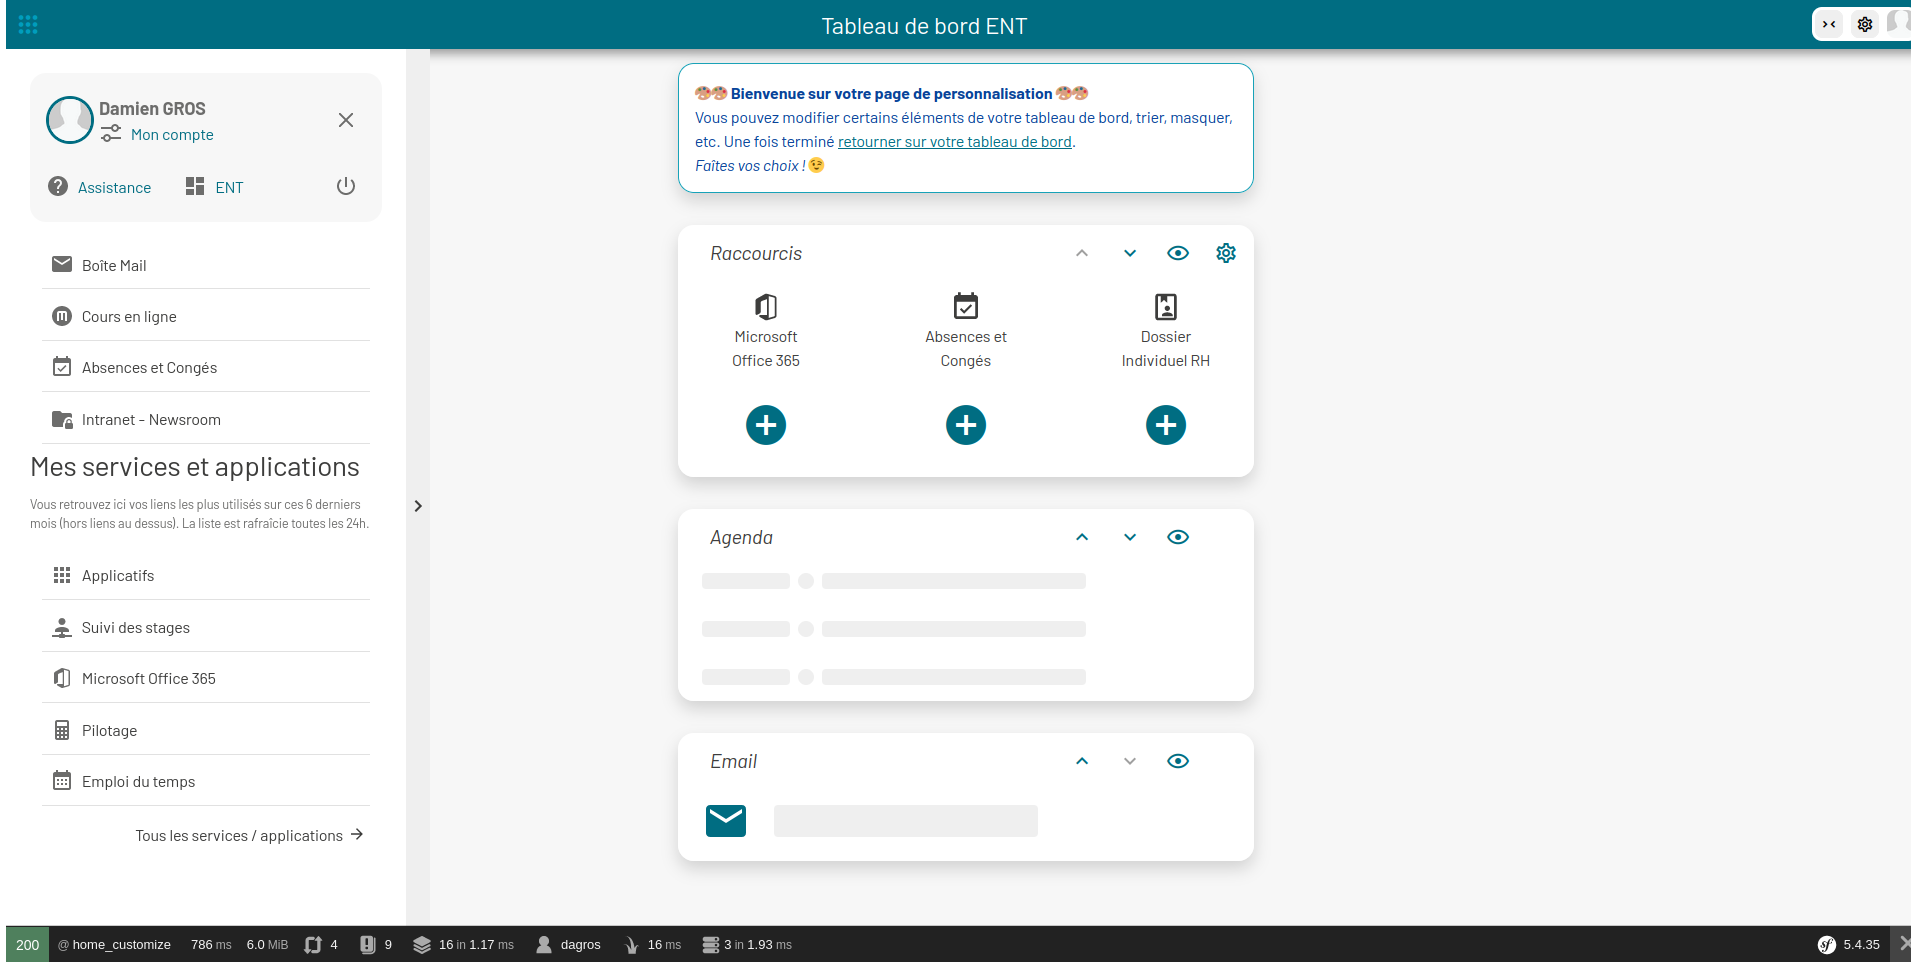 Tableau de bord ENT
Damien GROS
Mon compte
Assistance
ENT
Boîte Mail
Cours en ligne
Absences et Congés
Intranet - Newsroom
Mes services et applications
Vous retrouvez ici vos liens les plus utilisés sur ces 6 derniers
mois (hors liens au dessus). La liste est rafraîcie toutes les 24h.
Applicatifs
Suivi des stages
Microsoft Office 365
Pilotage
Emploi du temps
Tous les services / applications
Bienvenue sur votre page de personnalisation
Vous pouvez modifier certains éléments de votre tableau de bord, trier, masquer,
etc. Une fois terminé retourner sur votre tableau de bord.
Faîtes vos choix !
Raccourcis
Microsoft
Office 365
Absences et
Congés
Dossier
Individuel RH
Agenda
Email
200 @ home_customize 786 ms 6.0 MiB 4 9 16 in 1.17 ms dagros 16 ms 3 in 1.93 ms sf 5.4.35